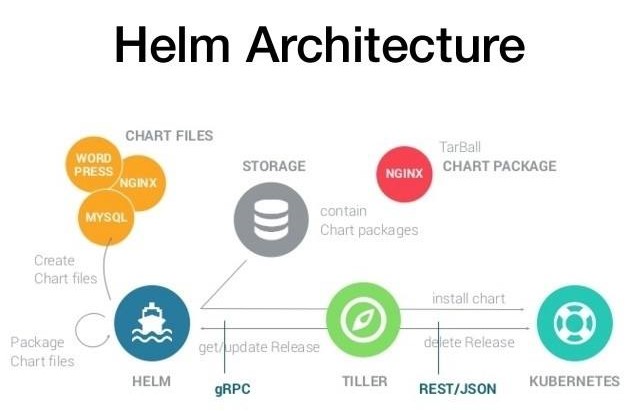 Helm Architecture
CHART FILES
WORD
PRESS
NGINX
MYSQL
STORAGE
contain
Chart packages
NGINX
TarBall
CHART PACKAGE
Create
Chart files
Package
Chart files
install chart
get/update Release
delete Release
HELM
gRPC
TILLER
REST/JSON
KUBERNETES